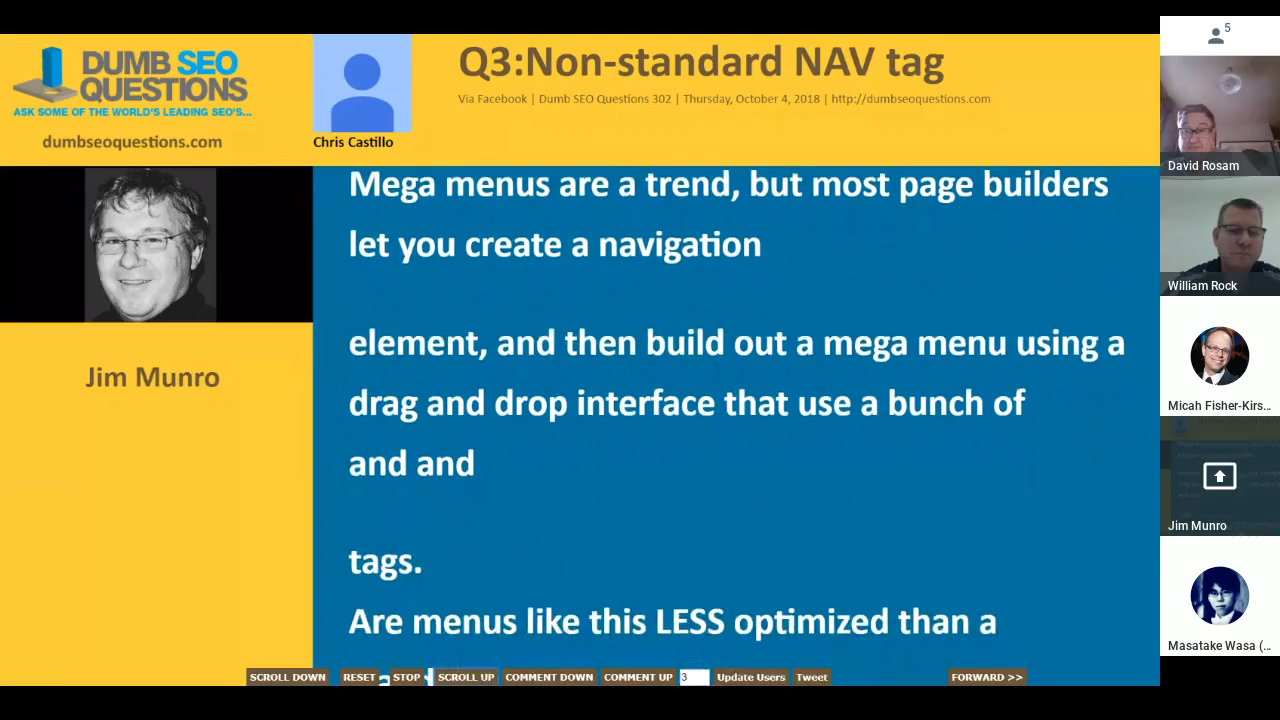 DUMB SEO
QUESTIONS
ASK SOME OF THE WORLD'S LEADING SEO'S...
dumbseoquestions.com
Chris Castillo
Q3:Non-standard NAV tag
Via Facebook | Dumb SEO Questions 302 | Thursday, October 4, 2018 | http://dumbseoquestions.com
Jim Munro
Mega menus are a trend, but most page builders
let you create a navigation
element, and then build out a mega menu using a
drag and drop interface that use a bunch of
and and
tags.
Are menus like this LESS optimized than a
SCROLL DOWN RESET STOP SCROLL UP COMMENT DOWN COMMENT UP 3 Update Users Tweet FORWARD >>
5
David Rosam
William Rock
Micah Fisher-Kirs...
Jim Munro
Masatake Wasa (...